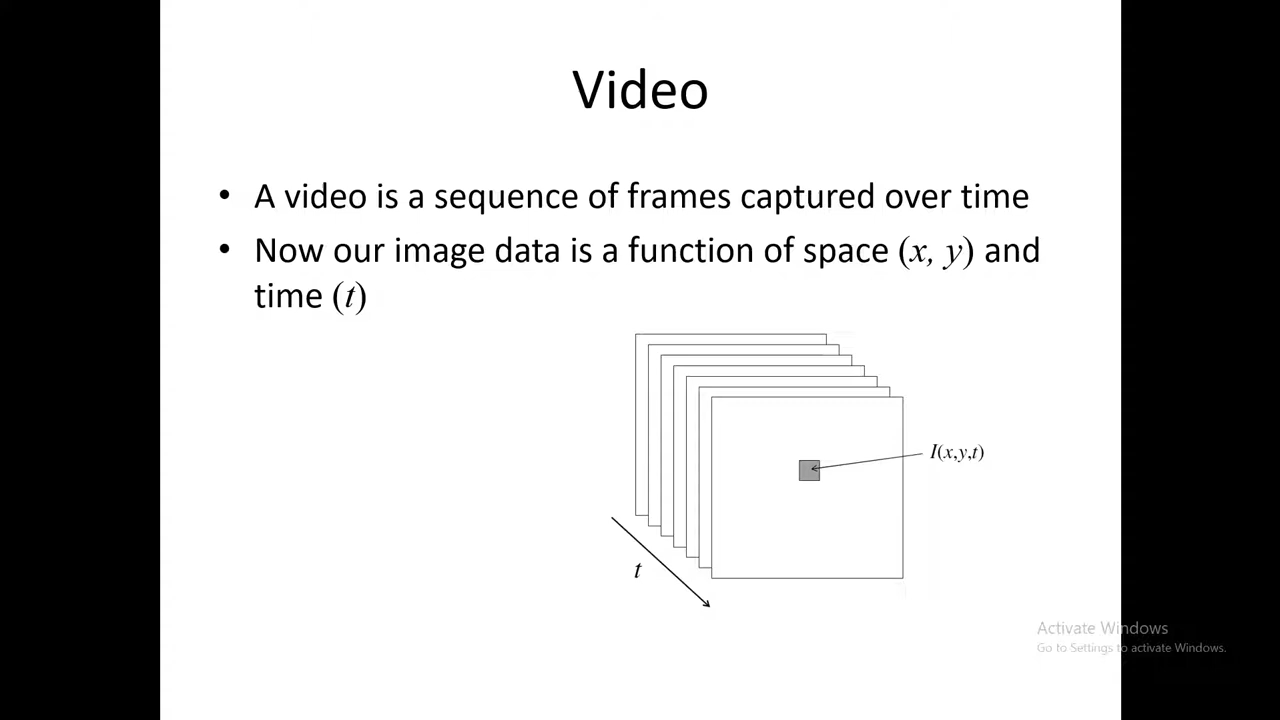 Video
• A video is a sequence of frames captured over time
• Now our image data is a function of space (x, y) and
time (t)
I(x,y,t)
t
Activate Windows
Go to Settings to activate Windows.